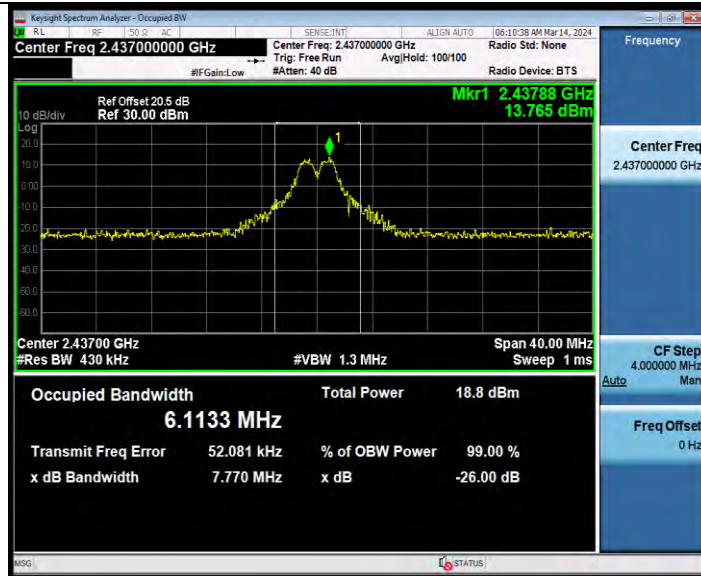 Keysight Spectrum Analyzer - Occupied BW
RL RF 50 Ω AC SENSE:INT ALIGN AUTO 06:10:38 AM Mar 14, 2024
Center Freq 2.437000000 GHz Center Freq: 2.437000000 GHz Radio Std: None
Trig: Free Run Avg|Hold: 100/100
#IFGain:Low #Atten: 40 dB Radio Device: BTS
Frequency
Mkr1 2.43788 GHz
13.765 dBm
Ref Offset 20.5 dB
10 dB/div Ref 30.00 dBm
Log
20.0
10.0
0.00
-10.0
-20.0
-30.0
-40.0
-50.0
-60.0
1
Center Freq
2.437000000 GHz
Center 2.43700 GHz Span 40.00 MHz
#Res BW 430 kHz #VBW 1.3 MHz Sweep 1 ms
CF Step
4.000000 MHz
Auto Man
Occupied Bandwidth Total Power 18.8 dBm
6.1133 MHz
Transmit Freq Error 52.081 kHz % of OBW Power 99.00 %
x dB Bandwidth 7.770 MHz x dB -26.00 dB
Freq Offset
0 Hz
MSG STATUS